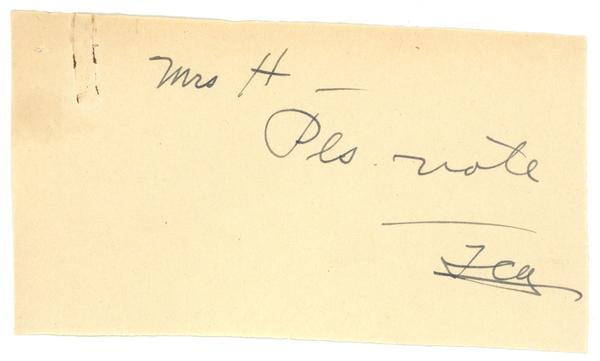 Mrs H —
Pls. note